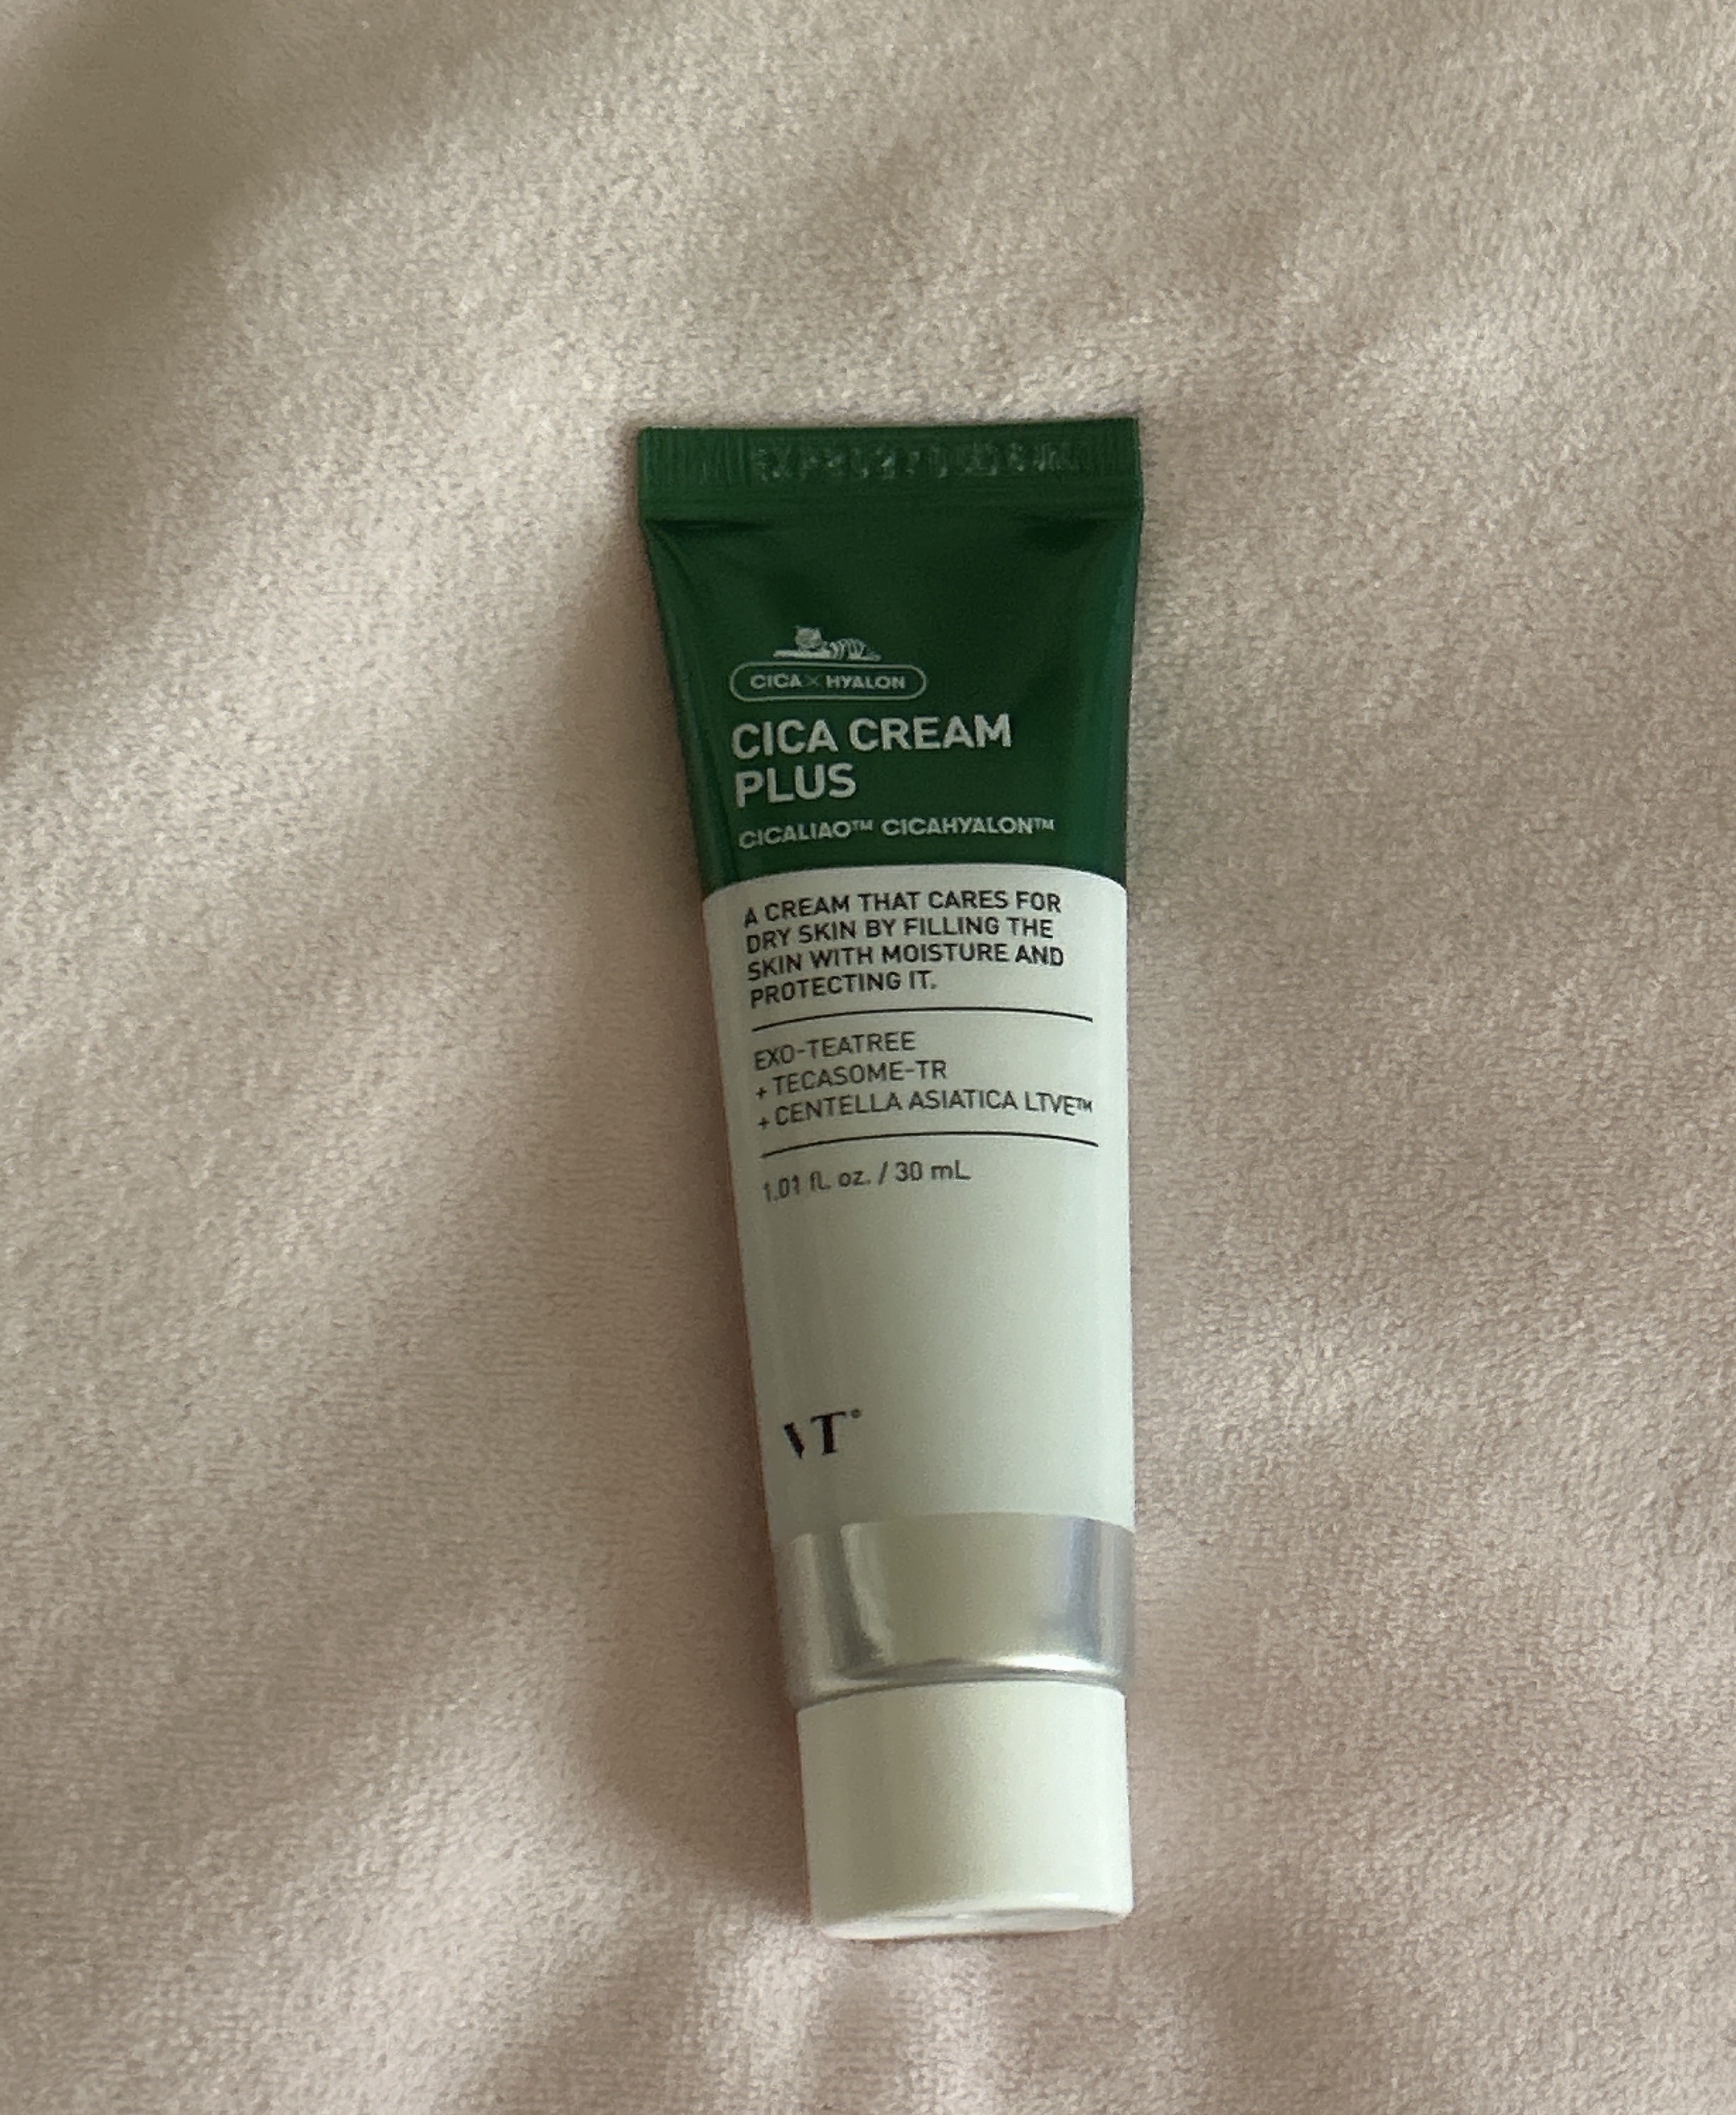 CICA × HYALON
CICA CREAM
PLUS
CICALIAO™ CICAHYALON™
A CREAM THAT CARES FOR
DRY SKIN BY FILLING THE
SKIN WITH MOISTURE AND
PROTECTING IT.
EXO-TEATREE
+ TECASOME-TR
+ CENTELLA ASIATICA LTVE™
1.01 fL. oz. / 30 mL
VT®